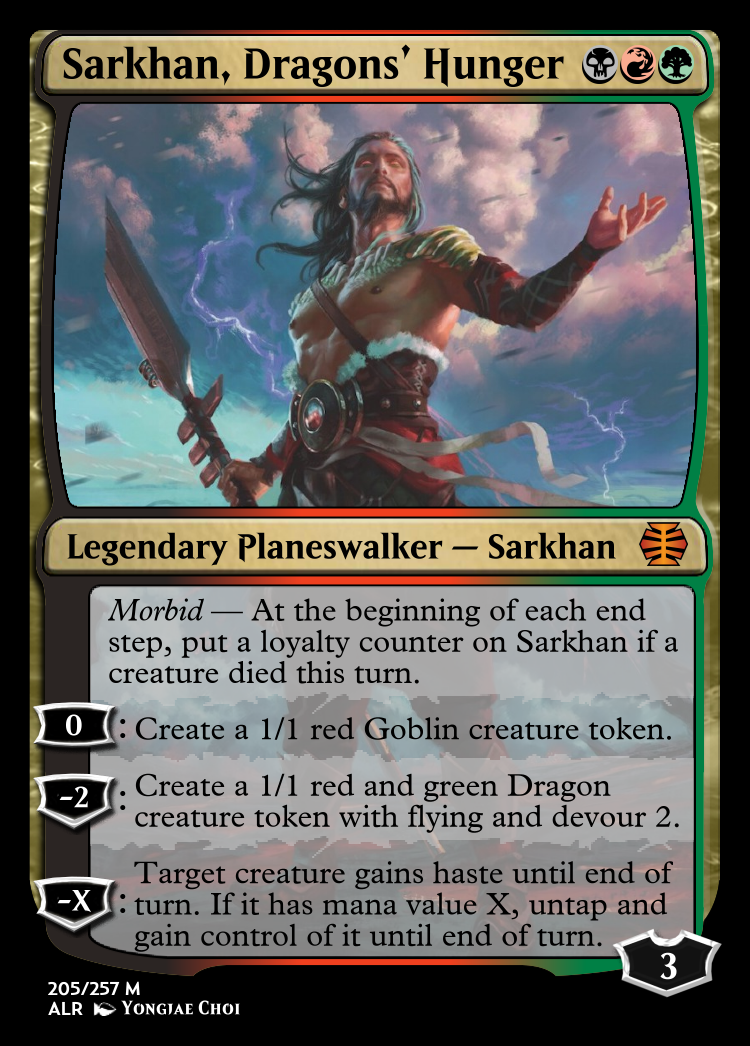 Sarkhan, Dragons' Hunger
Legendary Planeswalker — Sarkhan
Morbid — At the beginning of each end
step, put a loyalty counter on Sarkhan if a
creature died this turn.
0 : Create a 1/1 red Goblin creature token.
-2 : Create a 1/1 red and green Dragon
creature token with flying and devour 2.
Target creature gains haste until end of
-X : turn. If it has mana value X, untap and
gain control of it until end of turn.
3
205/257 M
ALR Yongjae Choi